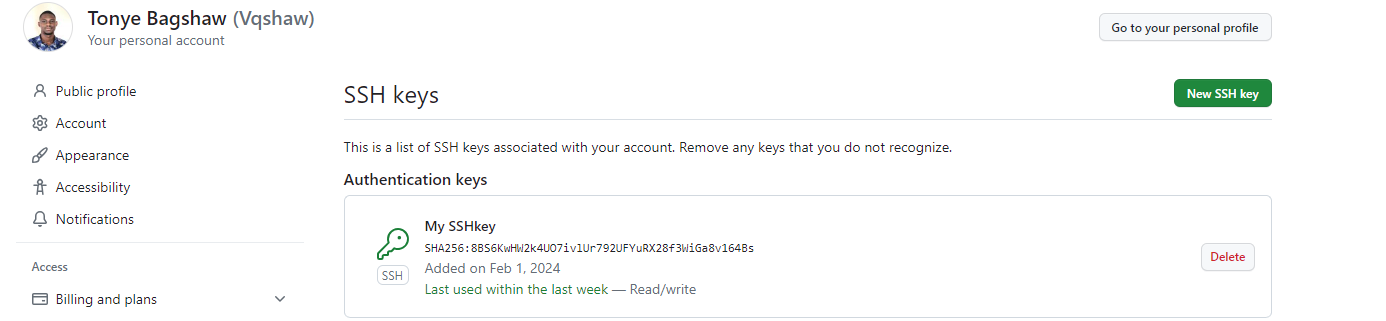 Tonye Bagshaw (Vqshaw)
Your personal account
Go to your personal profile
Public profile
Account
Appearance
Accessibility
Notifications
Access
Billing and plans
SSH keys
New SSH key
This is a list of SSH keys associated with your account. Remove any keys that you do not recognize.
Authentication keys
My SSHkey
SHA256:8BS6KwHW2k4UO7iv1Ur792UFYuRX28f3WiGa8v164Bs
SSH
Added on Feb 1, 2024
Last used within the last week — Read/write
Delete